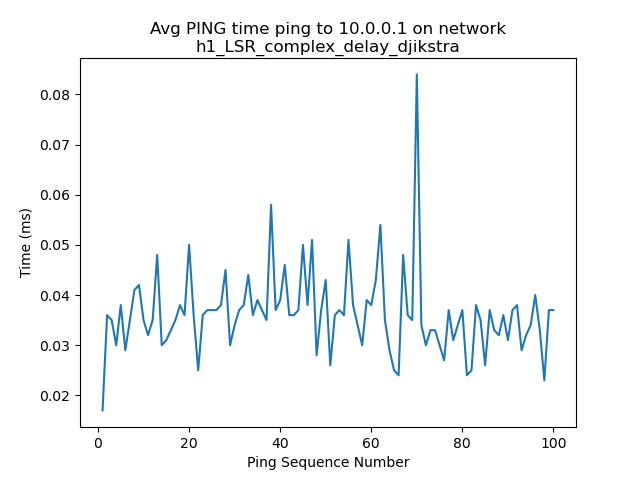 Avg PING time ping to 10.0.0.1 on network
h1_LSR_complex_delay_djikstra
0.08
0.07
0.06
0.05
0.04
0.03
0.02
Time (ms)
0 20 40 60 80 100
Ping Sequence Number